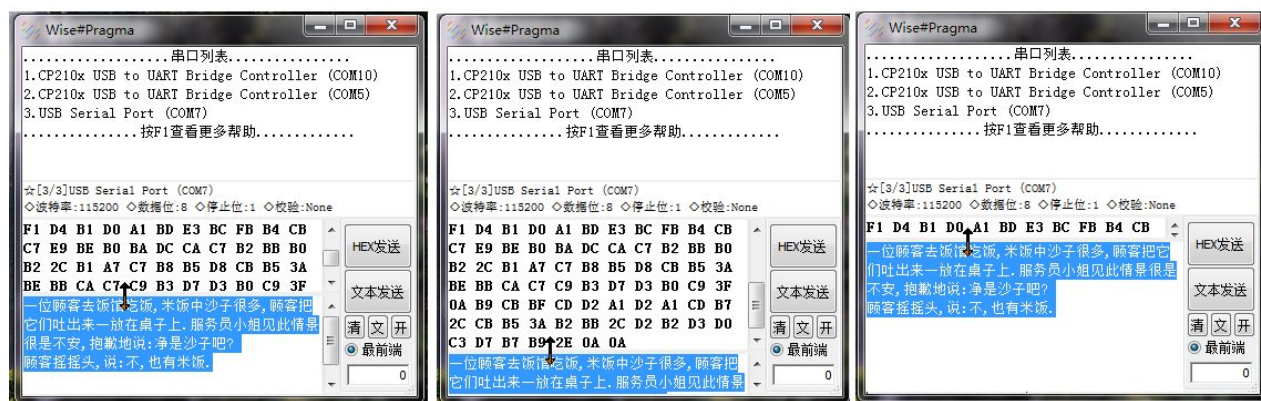 Wise#Pragma
..................串口列表...............
1.CP210x USB to UART Bridge Controller (COM10)
2.CP210x USB to UART Bridge Controller (COM5)
3.USB Serial Port (COM7)
..............按F1查看更多帮助............
☆[3/3]USB Serial Port (COM7)
◇波特率:115200 ◇数据位:8 ◇停止位:1 ◇校验:None
F1 D4 B1 D0 A1 BD E3 BC FB B4 CB
C7 E9 BE B0 BA DC CA C7 B2 BB B0
B2 2C B1 A7 C7 B8 B5 D8 CB B5 3A
BE BB CA C7 C9 B3 D7 D3 B0 C9 3F
一位顾客去饭馆吃饭,米饭中沙子很多,顾客把
它们吐出来一放在桌子上.服务员小姐见此情景
很是不安,抱歉地说:净是沙子吧?
顾客摇摇头,说:不,也有米饭.
HEX发送
文本发送
清 文 开
最前端
0
Wise#Pragma
..................串口列表...............
1.CP210x USB to UART Bridge Controller (COM10)
2.CP210x USB to UART Bridge Controller (COM5)
3.USB Serial Port (COM7)
..............按F1查看更多帮助............
☆[3/3]USB Serial Port (COM7)
◇波特率:115200 ◇数据位:8 ◇停止位:1 ◇校验:None
F1 D4 B1 D0 A1 BD E3 BC FB B4 CB
C7 E9 BE B0 BA DC CA C7 B2 BB B0
B2 2C B1 A7 C7 B8 B5 D8 CB B5 3A
BE BB CA C7 C9 B3 D7 D3 B0 C9 3F
0A B9 CB BF CD D2 A1 D2 A1 CD B7
2C CB B5 3A B2 BB 2C D2 B2 D3 D0
C3 D7 B7 B9 2E 0A 0A
一位顾客去饭馆吃饭,米饭中沙子很多,顾客把
它们吐出来一放在桌子上.服务员小姐见此情景
HEX发送
文本发送
清 文 开
最前端
0
Wise#Pragma
..................串口列表...............
1.CP210x USB to UART Bridge Controller (COM10)
2.CP210x USB to UART Bridge Controller (COM5)
3.USB Serial Port (COM7)
..............按F1查看更多帮助............
☆[3/3]USB Serial Port (COM7)
◇波特率:115200 ◇数据位:8 ◇停止位:1 ◇校验:None
F1 D4 B1 D0 A1 BD E3 BC FB B4 CB
一位顾客去饭馆吃饭,米饭中沙子很多,顾客把它
们吐出来一放在桌子上.服务员小姐见此情景很是
不安,抱歉地说:净是沙子吧?
顾客摇摇头,说:不,也有米饭.
HEX发送
文本发送
清 文 开
最前端
0